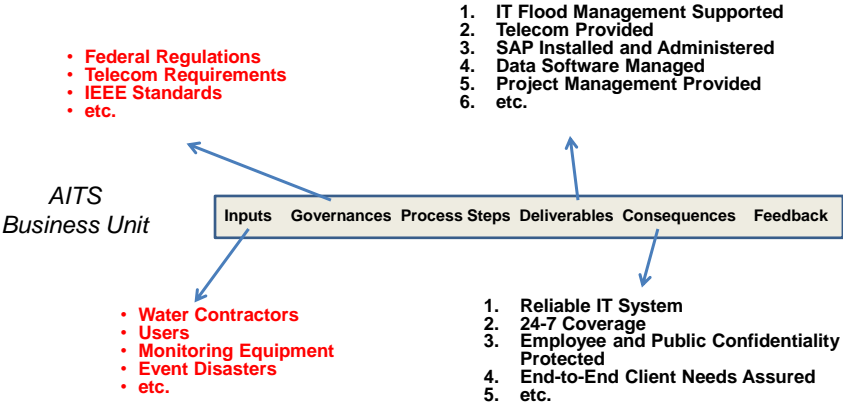 1. IT Flood Management Supported
2. Telecom Provided
3. SAP Installed and Administered
4. Data Software Managed
5. Project Management Provided
6. etc.
• Federal Regulations
• Telecom Requirements
• IEEE Standards
• etc.
AITS
Business Unit
Inputs Governances Process Steps Deliverables Consequences Feedback
• Water Contractors
• Users
• Monitoring Equipment
• Event Disasters
• etc.
1. Reliable IT System
2. 24-7 Coverage
3. Employee and Public Confidentiality
Protected
4. End-to-End Client Needs Assured
5. etc.